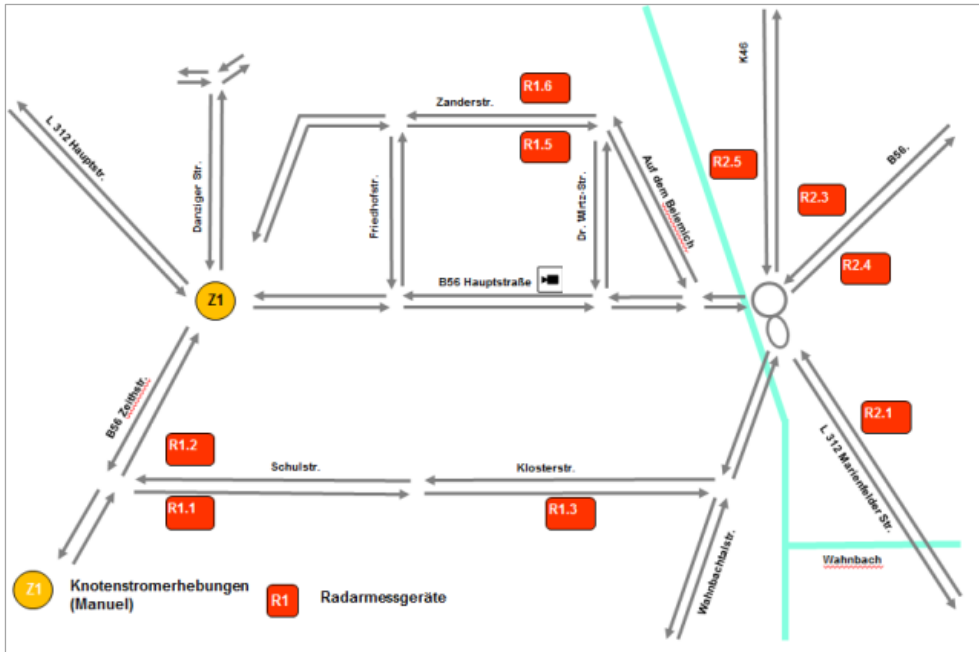 K46
R1.6
Zanderstr.
R1.5
L 312 Hauptstr.
Danziger Str.
Friedhofstr.
Dr. Wirtz-Str.
Auf dem Beiemich
R2.5
R2.3
B56.
R2.4
Z1
B56 Hauptstraße
B56 Zeithstr.
R1.2
Schulstr.
Klosterstr.
R2.1
R1.1
R1.3
L 312 Marienfelder Str.
Wahnbachtalstr.
Wahnbach
Z1
Knotenstromerhebungen
(Manuel)
R1
Radarmessgeräte